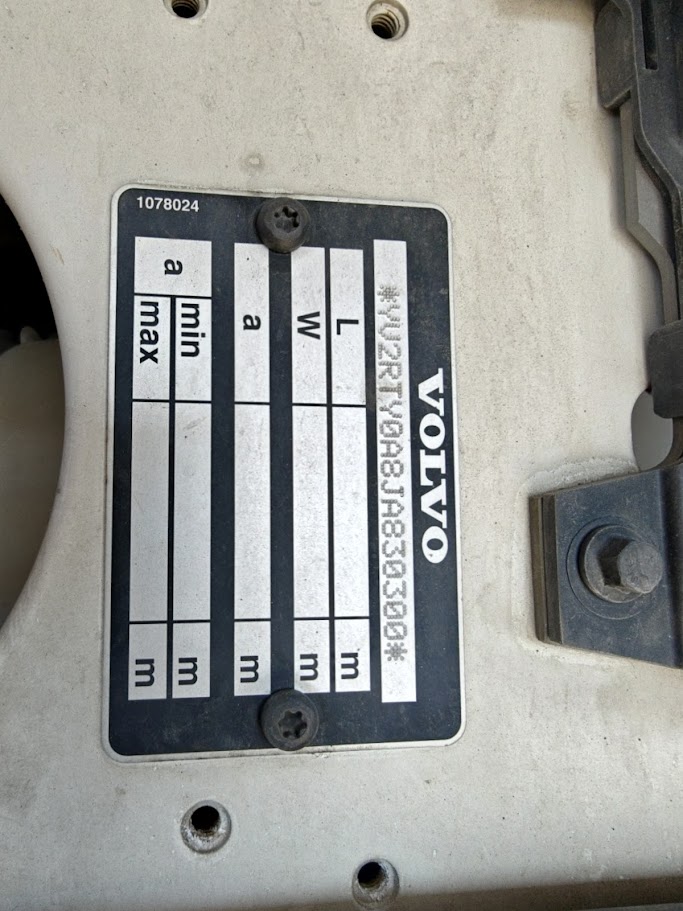 1078024
VOLVO
*YV2RTY0A8JA830300*
L m
W m
a m
a min m
max m